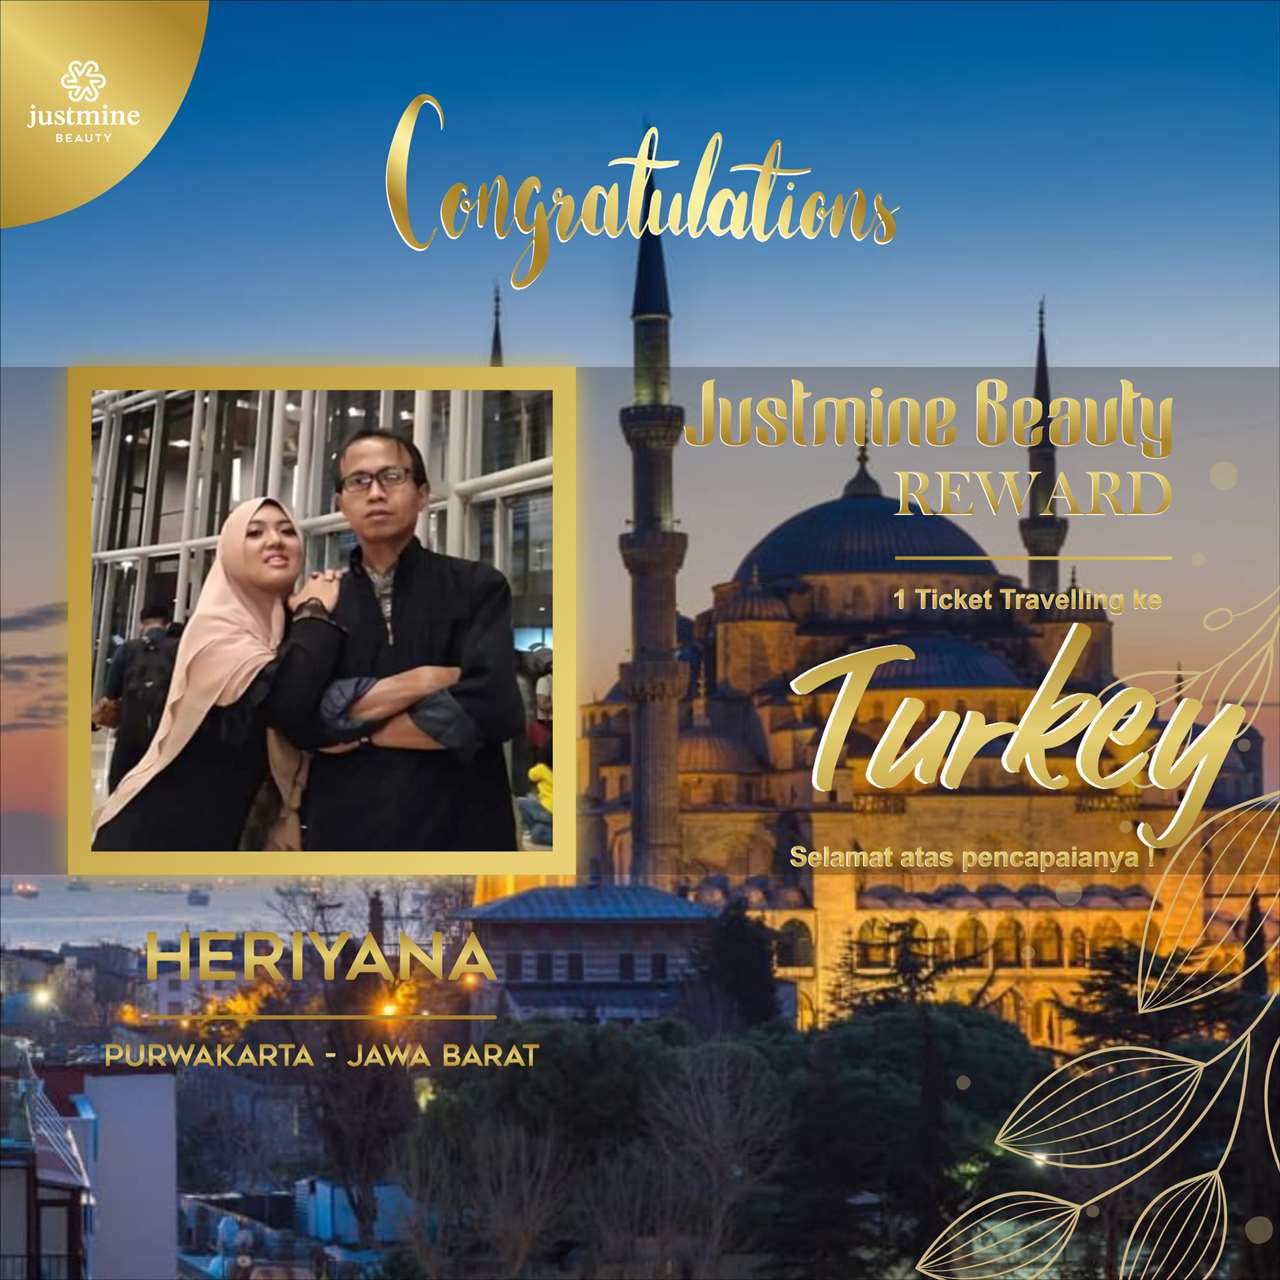 justmine
BEAUTY
Congratulations
Justmine Beauty
REWARD
1 Ticket Travelling ke
Turkey
Selamat atas pencapaianya !
HERIYANA
PURWAKARTA - JAWA BARAT